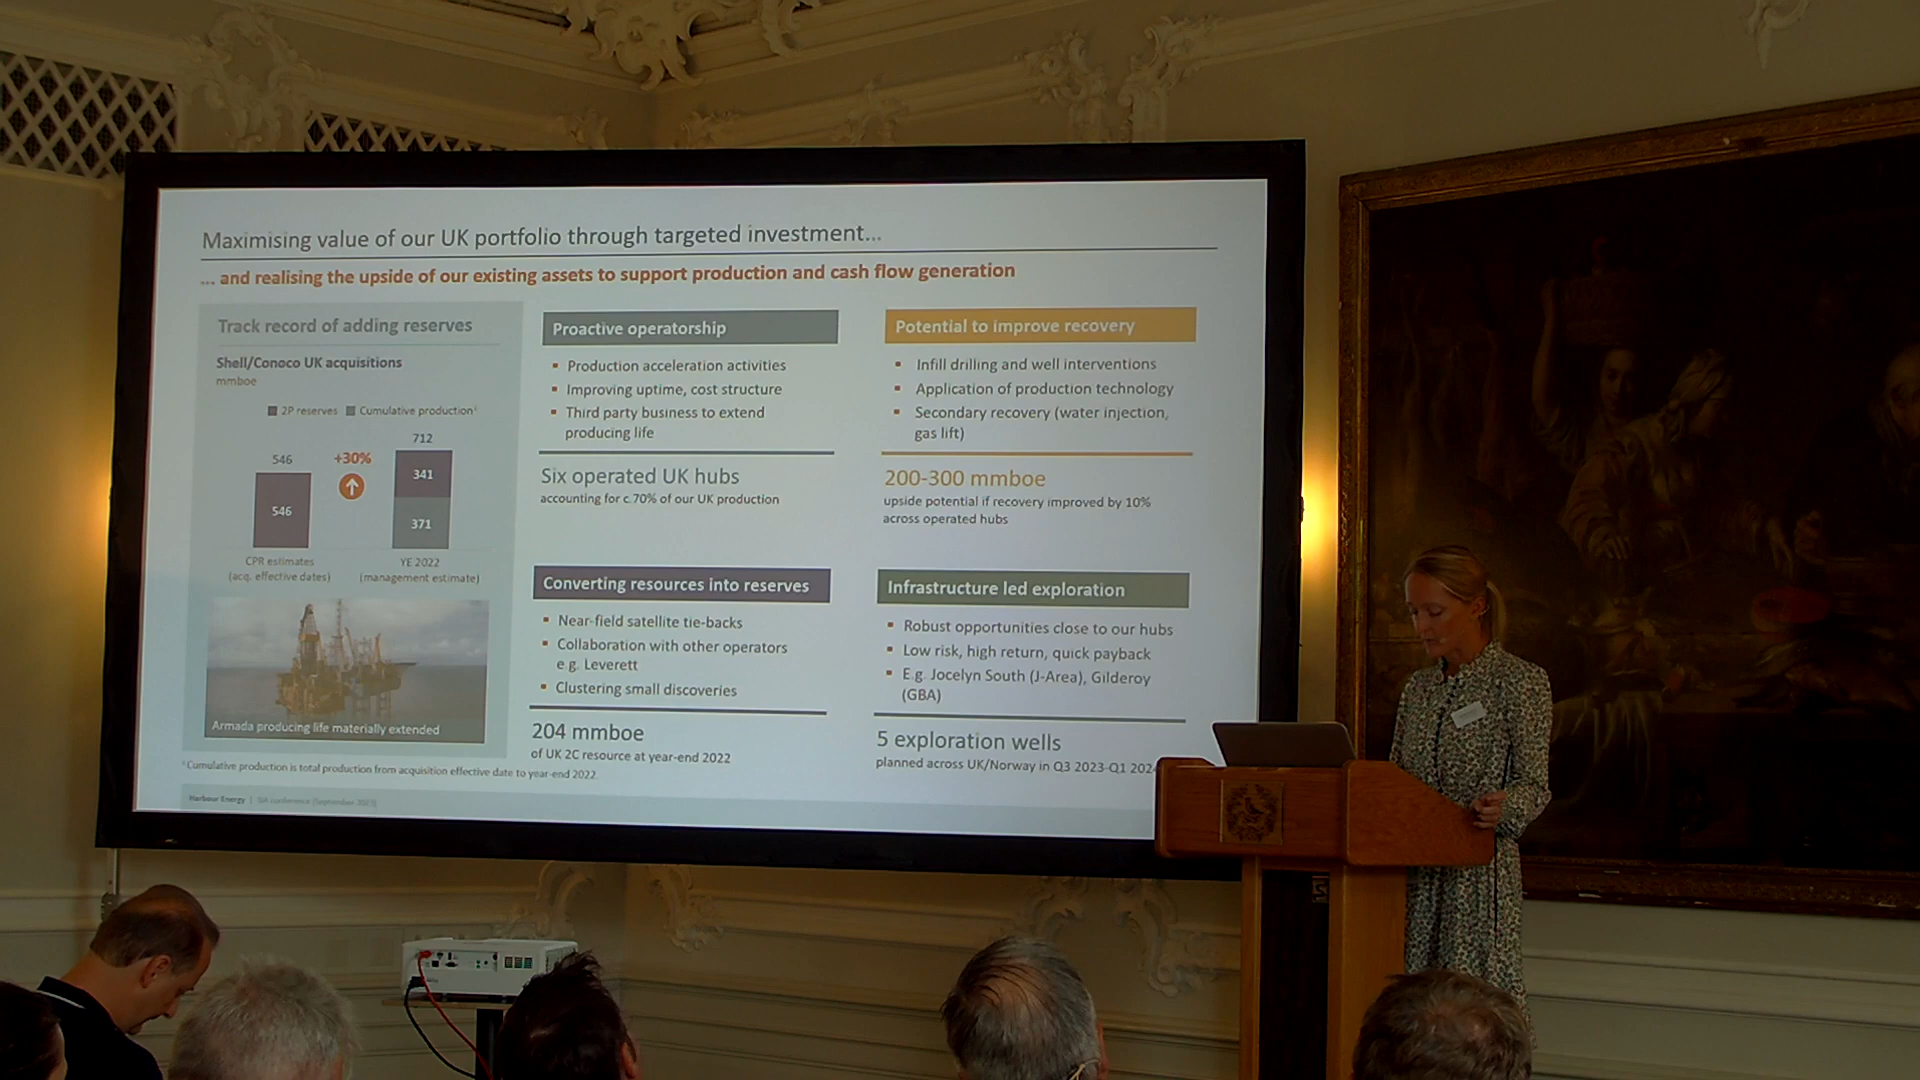 Maximising value of our UK portfolio through targeted investment...
... and realising the upside of our existing assets to support production and cash flow generation
Track record of adding reserves
Shell/Conoco UK acquisitions
mmboe
2P reserves Cumulative production¹
546
+30%
712
546
341
371
CPR estimates
(acq. effective dates)
YE 2022
(management estimate)
Armada producing life materially extended
Proactive operatorship
Production acceleration activities
Improving uptime, cost structure
Third party business to extend
producing life
Six operated UK hubs
accounting for c.70% of our UK production
Potential to improve recovery
Infill drilling and well interventions
Application of production technology
Secondary recovery (water injection,
gas lift)
200-300 mmboe
upside potential if recovery improved by 10%
across operated hubs
Converting resources into reserves
Near-field satellite tie-backs
Collaboration with other operators
e.g. Leverett
Clustering small discoveries
204 mmboe
of UK 2C resource at year-end 2022
Infrastructure led exploration
Robust opportunities close to our hubs
Low risk, high return, quick payback
E.g. Jocelyn South (J-Area), Gilderoy
(GBA)
5 exploration wells
planned across UK/Norway in Q3 2023-Q1 202
¹ Cumulative production is total production from acquisition effective date to year-end 2022
Harbour Energy | conference (September 2023)